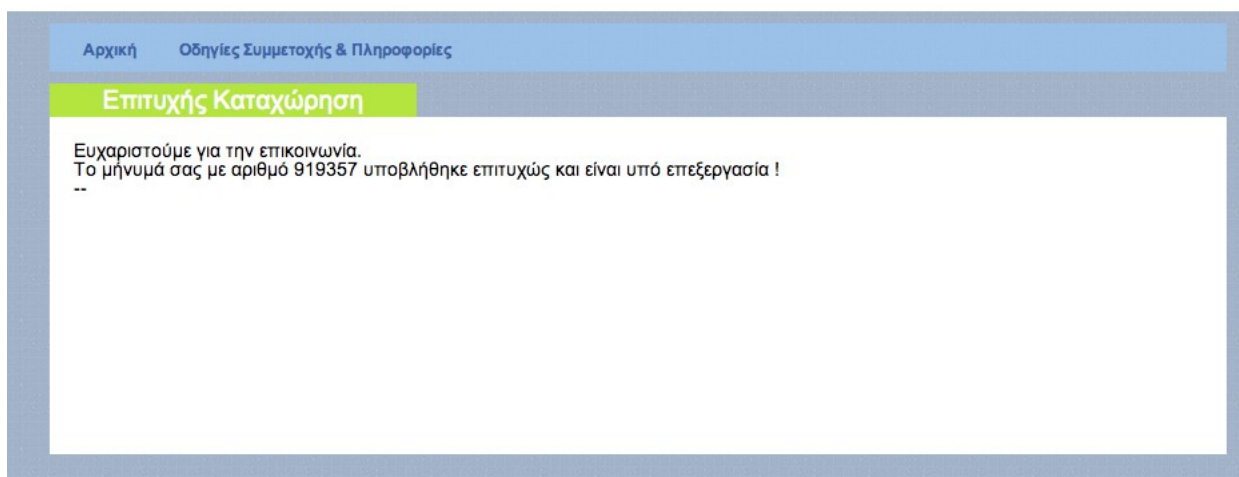 Αρχική Οδηγίες Συμμετοχής & Πληροφορίες
Επιτυχής Καταχώρηση
Ευχαριστούμε για την επικοινωνία.
Το μήνυμά σας με αριθμό 919357 υποβλήθηκε επιτυχώς και είναι υπό επεξεργασία !
--